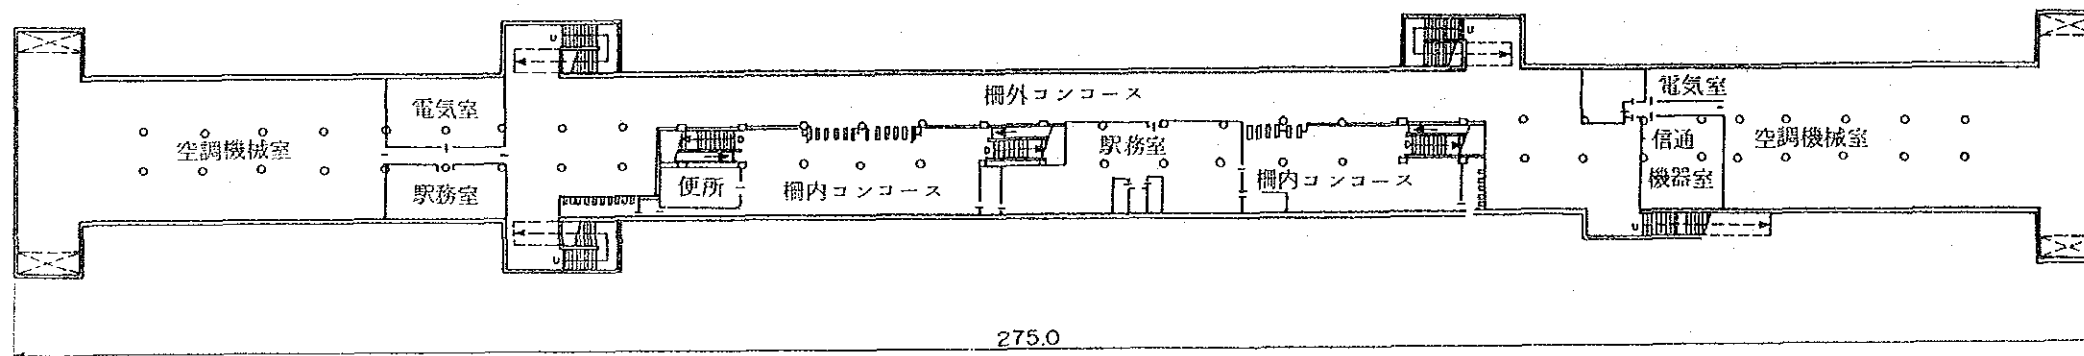 電気室
空調機械室
駅務室
柵外コンコース
便所
柵内コンコース
駅務室
柵内コンコース
電気室
信通
機器室
空調機械室
275.0